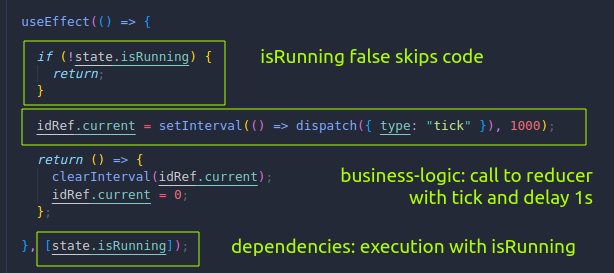 useEffect(() => {
if (!state.isRunning) {
return;
}
isRunning false skips code
idRef.current = setInterval(() => dispatch({ type: "tick" }), 1000);
return () => {
clearInterval(idRef.current);
idRef.current = 0;
};
business-logic: call to reducer
with tick and delay 1s
}, [state.isRunning]);
dependencies: execution with isRunning